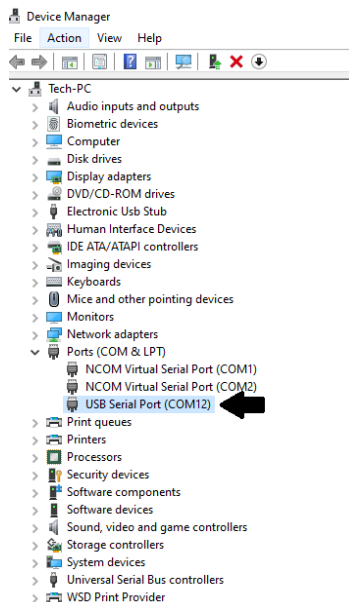 Device Manager
File Action View Help
Tech-PC
Audio inputs and outputs
Biometric devices
Computer
Disk drives
Display adapters
DVD/CD-ROM drives
Electronic Usb Stub
Human Interface Devices
IDE ATA/ATAPI controllers
Imaging devices
Keyboards
Mice and other pointing devices
Monitors
Network adapters
Ports (COM & LPT)
NCOM Virtual Serial Port (COM1)
NCOM Virtual Serial Port (COM2)
USB Serial Port (COM12)
Print queues
Printers
Processors
Security devices
Software components
Software devices
Sound, video and game controllers
Storage controllers
System devices
Universal Serial Bus controllers
WSD Print Provider